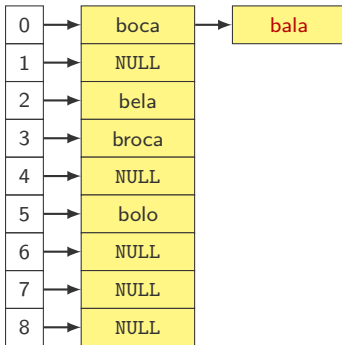 0 boca bala
1 NULL
2 bela
3 broca
4 NULL
5 bolo
6 NULL
7 NULL
8 NULL